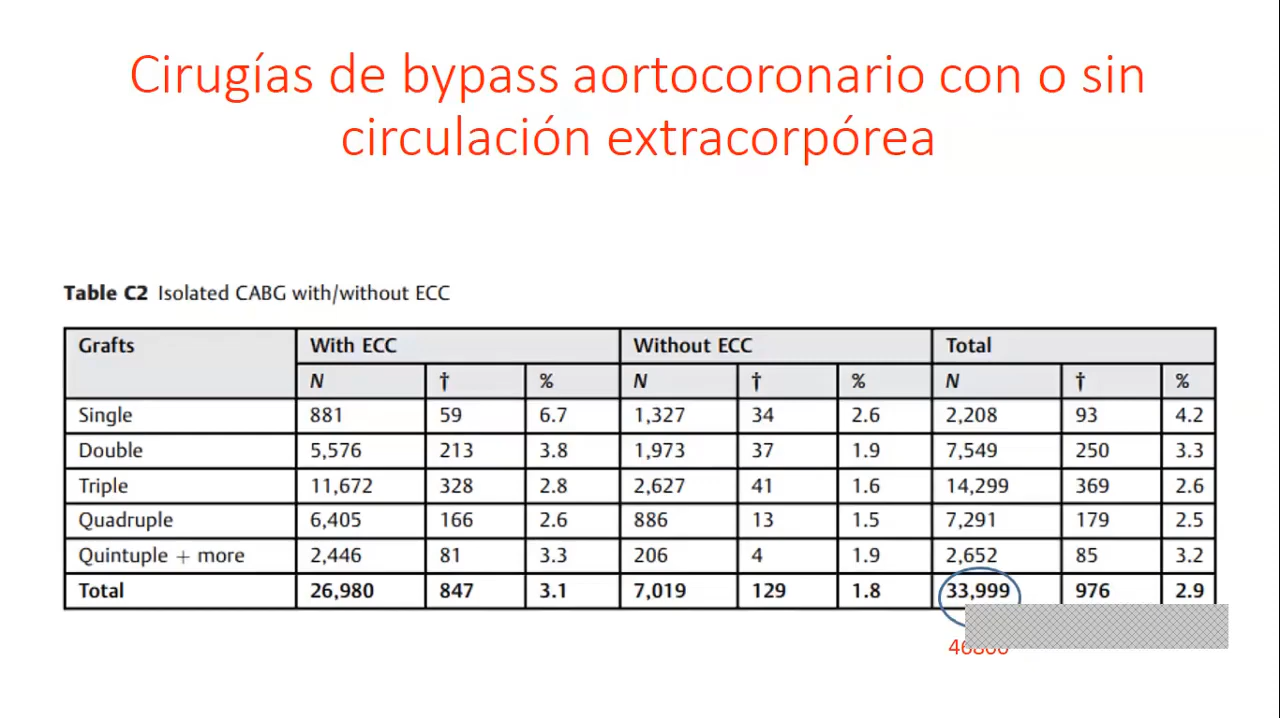 Cirugías de bypass aortocoronario con o sin
circulación extracorpórea
Table C2 Isolated CABG with/without ECC
Grafts With ECC Without ECC Total
N † % N † % N † %
Single 881 59 6.7 1,327 34 2.6 2,208 93 4.2
Double 5,576 213 3.8 1,973 37 1.9 7,549 250 3.3
Triple 11,672 328 2.8 2,627 41 1.6 14,299 369 2.6
Quadruple 6,405 166 2.6 886 13 1.5 7,291 179 2.5
Quintuple + more 2,446 81 3.3 206 4 1.9 2,652 85 3.2
Total 26,980 847 3.1 7,019 129 1.8 33,999 976 2.9